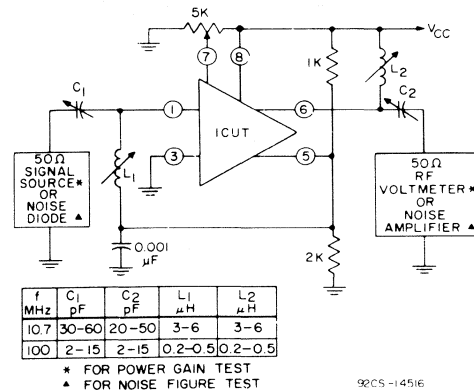 5K
VCC
7
8
1K
L2
C1
C2
1
6
ICUT
3
5
L1
50Ω
SIGNAL
SOURCE*
OR
NOISE
DIODE ▲
50Ω
RF
VOLTMETER*
OR
NOISE
AMPLIFIER ▲
0.001
μF
2K
f MHz C1 pF C2 pF L1 μH L2 μH
10.7 30-60 20-50 3-6 3-6
100 2-15 2-15 0.2-0.5 0.2-0.5
* FOR POWER GAIN TEST
▲ FOR NOISE FIGURE TEST
92CS-14516